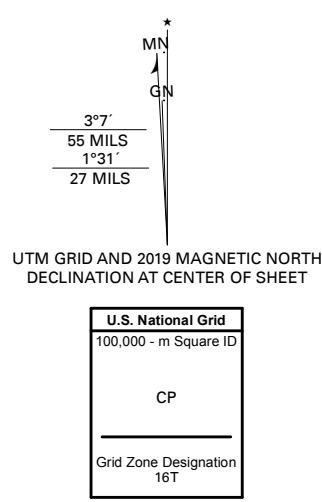 MN
GN
3°7´
55 MILS
1°31´
27 MILS
UTM GRID AND 2019 MAGNETIC NORTH
DECLINATION AT CENTER OF SHEET
U.S. National Grid
100,000 - m Square ID
CP
Grid Zone Designation
16T